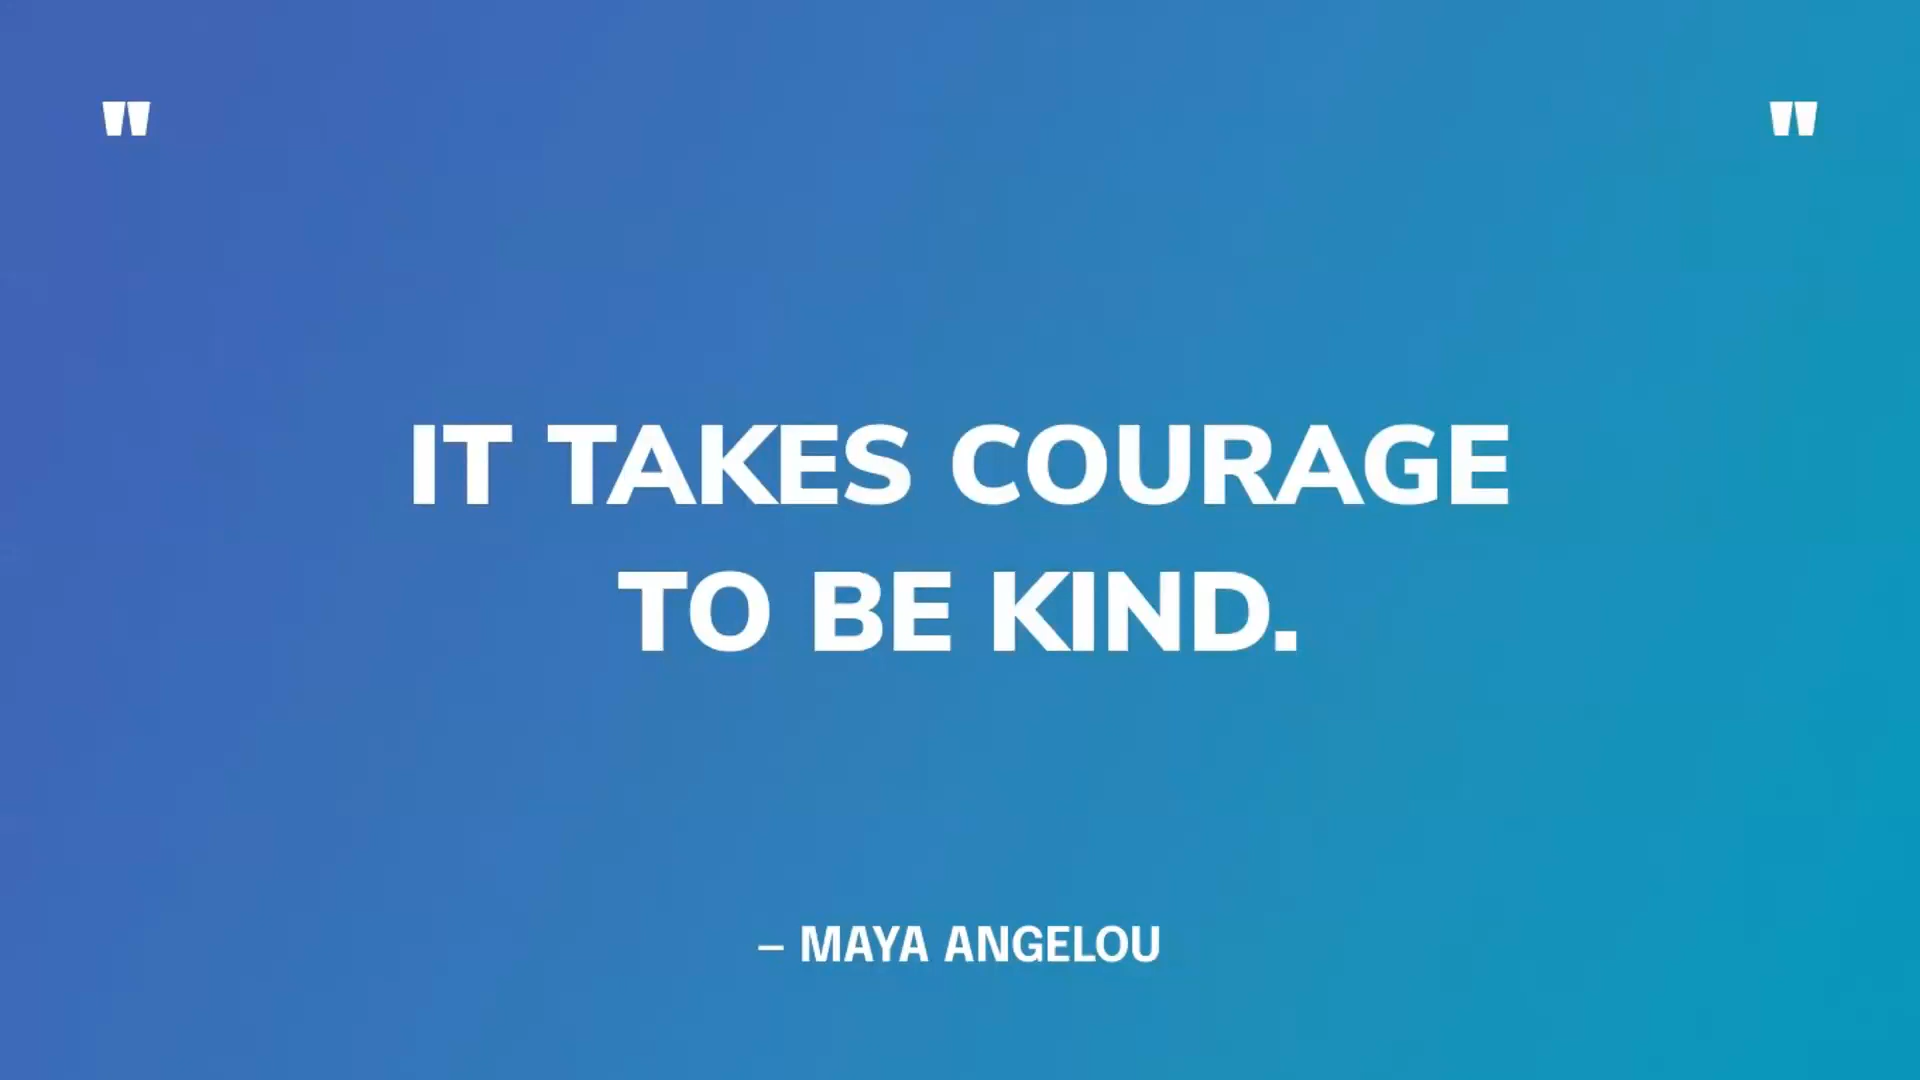 " "
IT TAKES COURAGE
TO BE KIND.
– MAYA ANGELOU